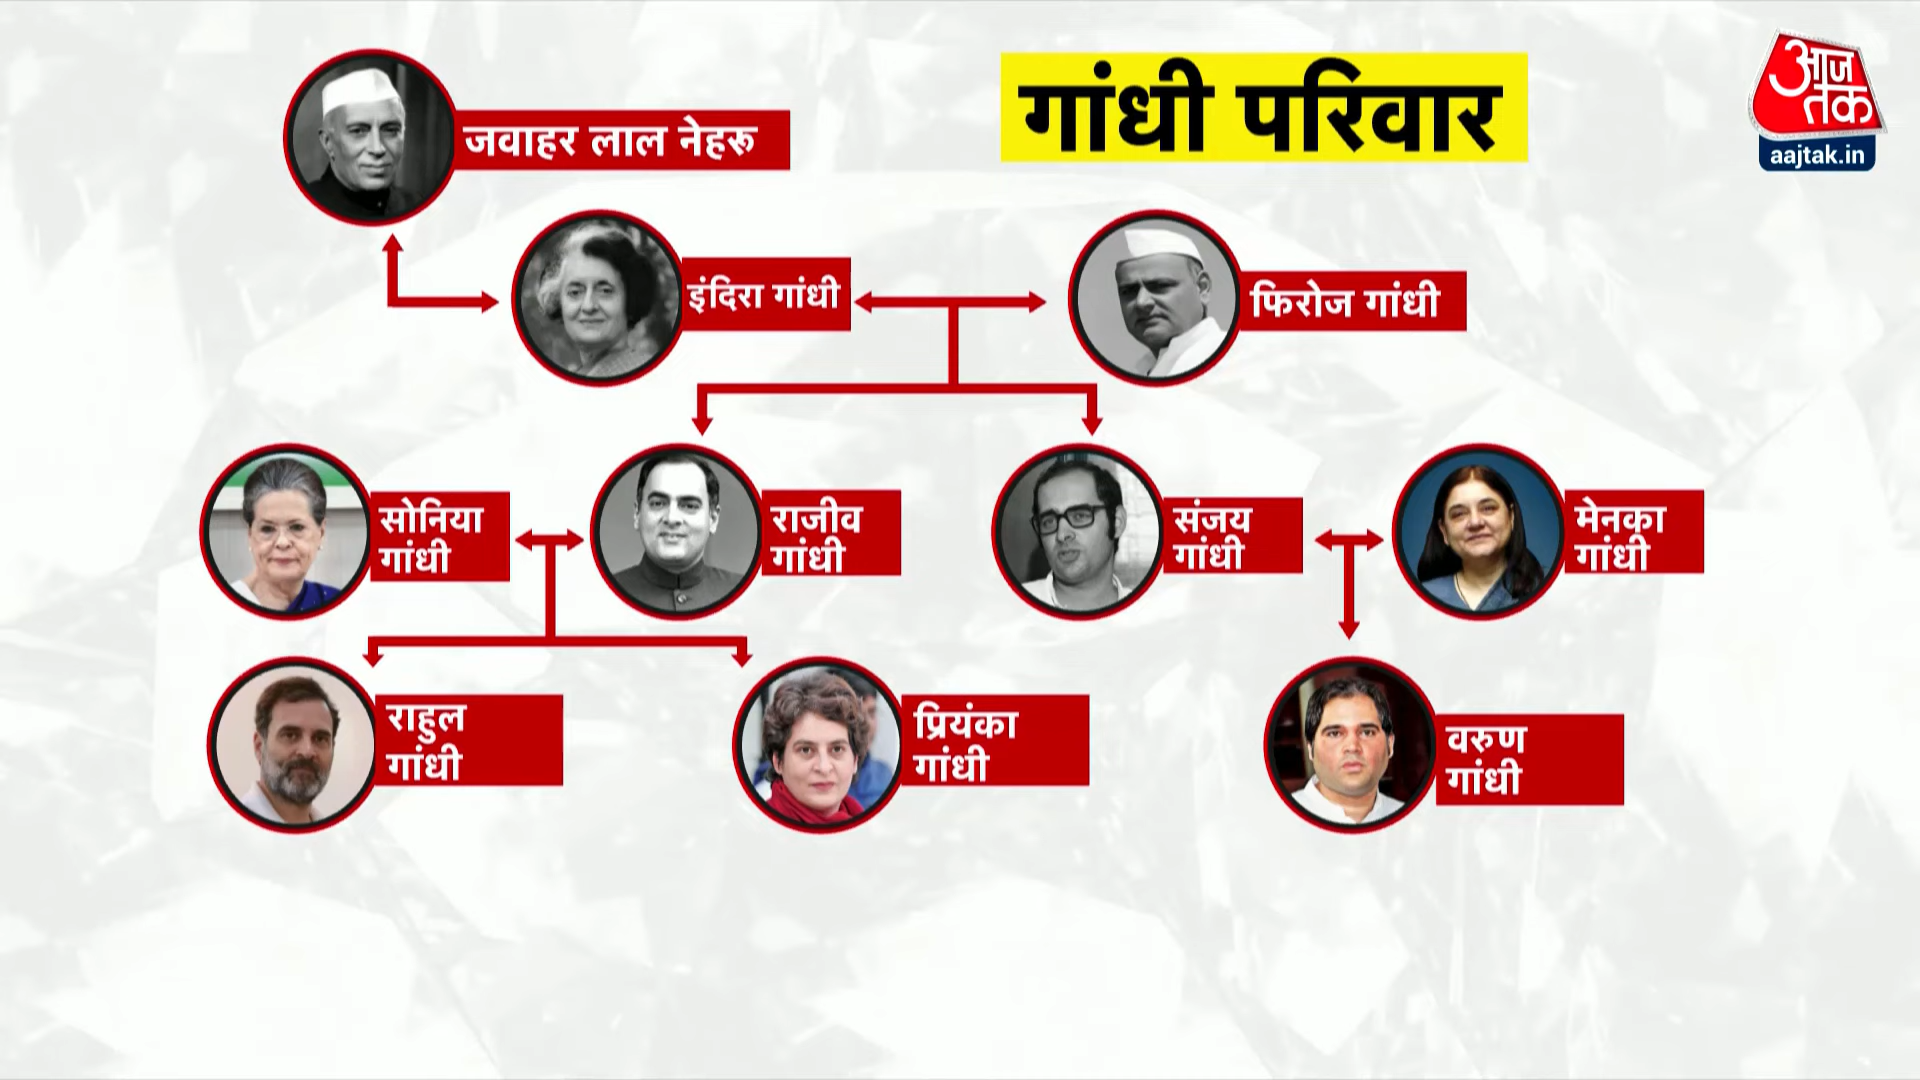 गांधी परिवार
आज
तक
aajtak.in
जवाहर लाल नेहरू
इंदिरा गांधी
फिरोज गांधी
सोनिया
गांधी
राजीव
गांधी
संजय
गांधी
मेनका
गांधी
राहुल
गांधी
प्रियंका
गांधी
वरुण
गांधी